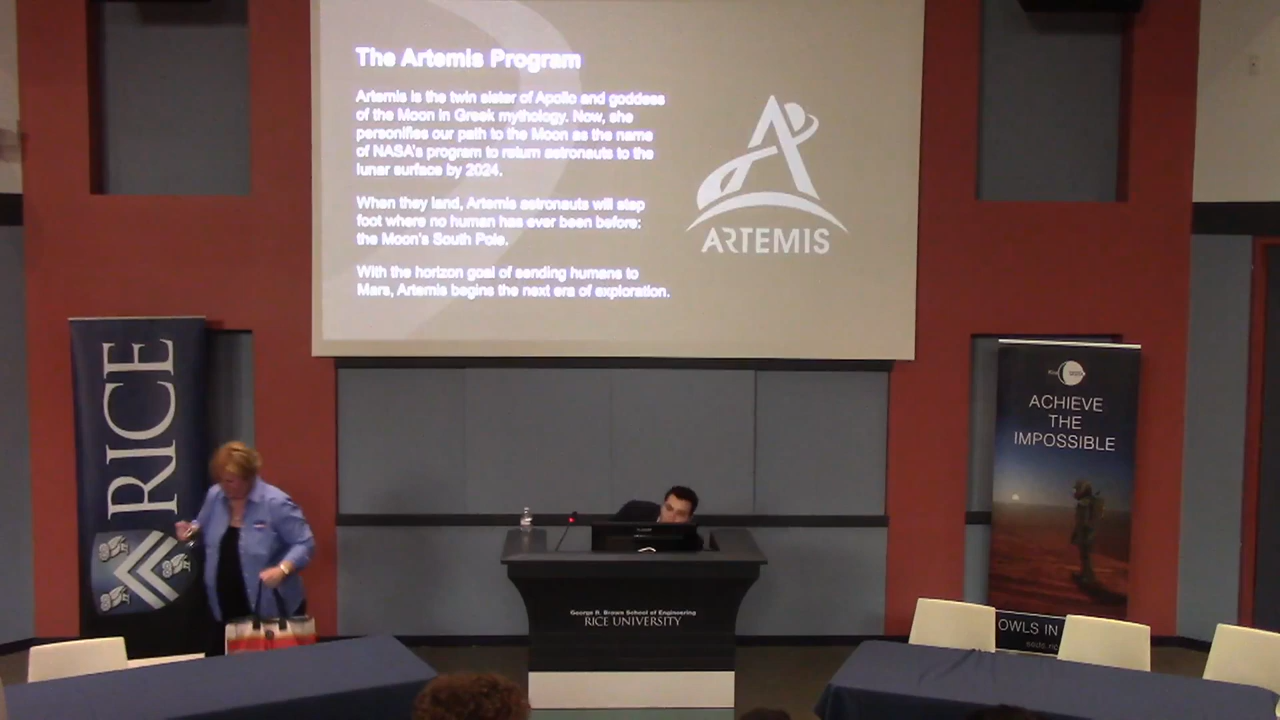 The Artemis Program
Artemis is the twin sister of Apollo and goddess
of the Moon in Greek mythology. Now, she
personifies our path to the Moon as the name
of NASA's program to return astronauts to the
lunar surface by 2024.
When they land, Artemis astronauts will step
foot where no human has ever been before:
the Moon's South Pole.
With the horizon goal of sending humans to
Mars, Artemis begins the next era of exploration.
ARTEMIS
RICE
ACHIEVE
THE
IMPOSSIBLE
OWLS IN
George R. Brown School of Engineering
RICE UNIVERSITY